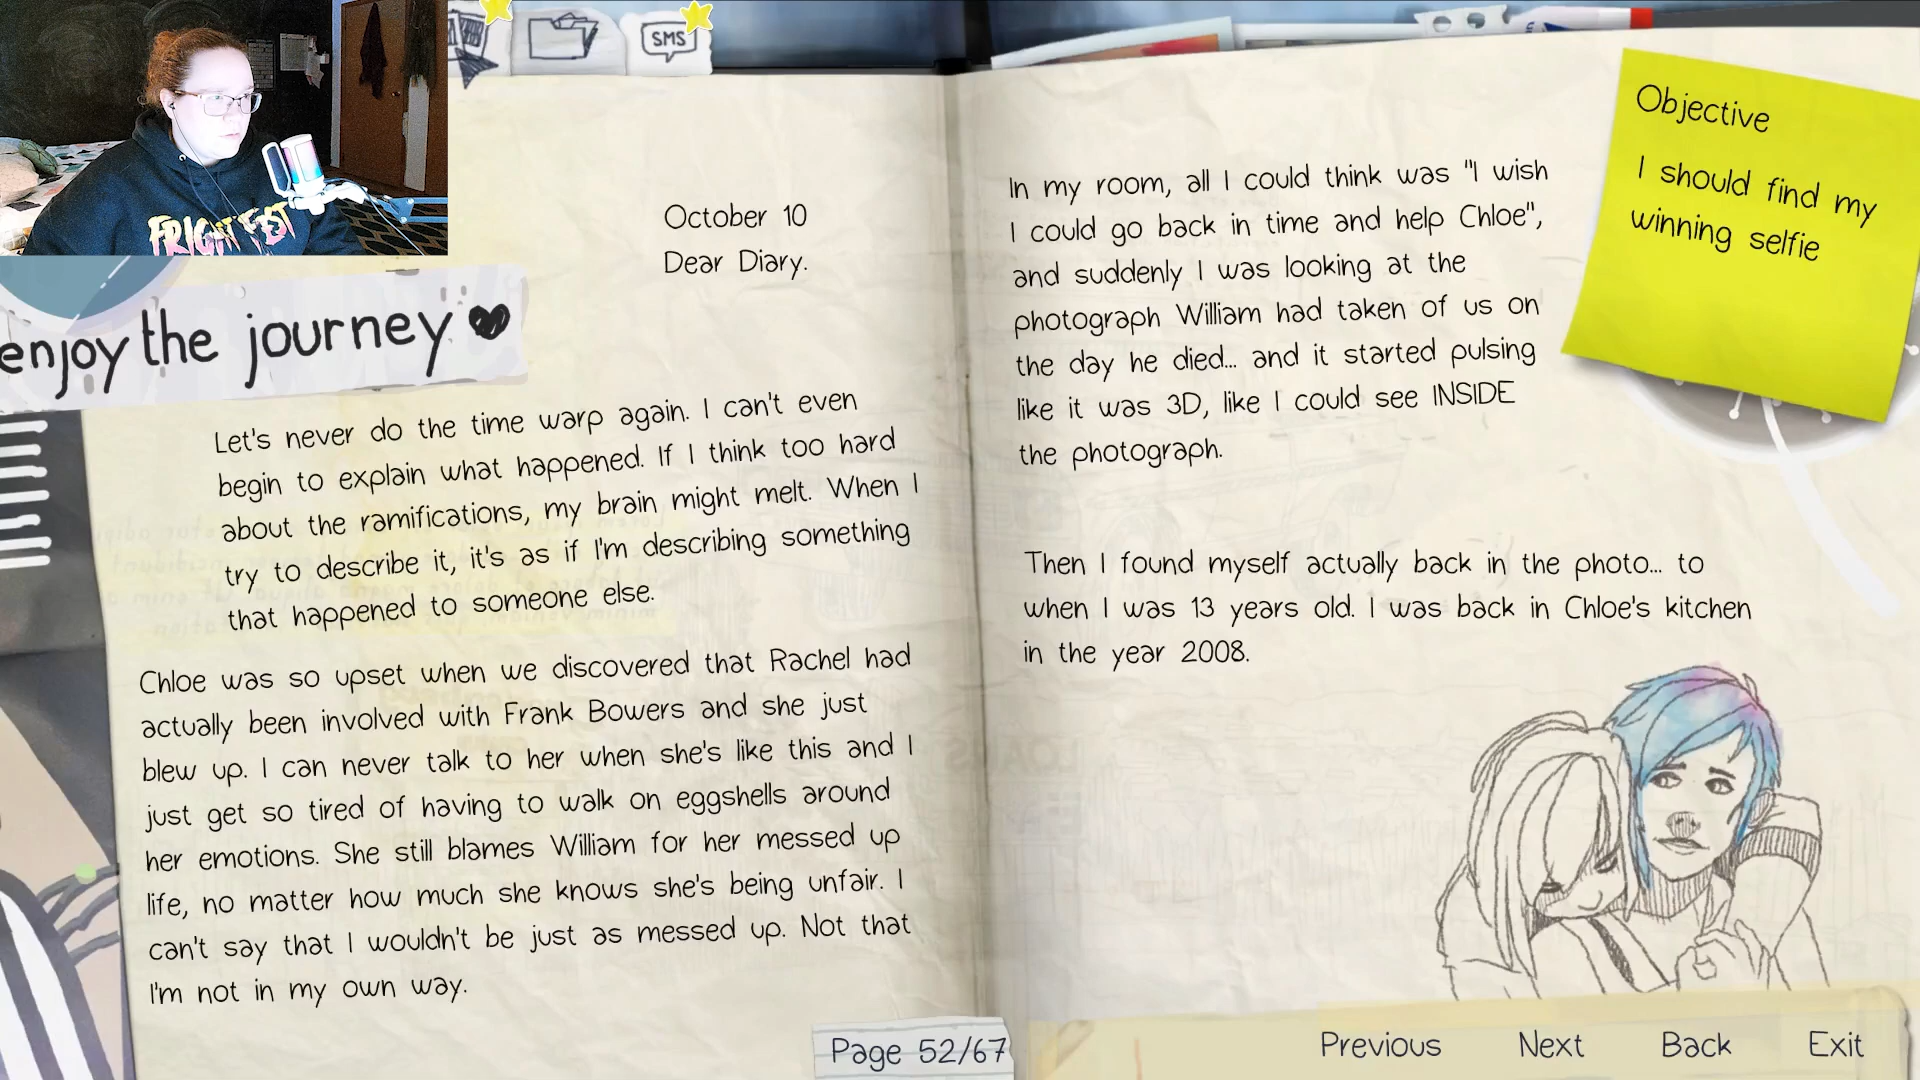 SMS
FRIGHT FEST
enjoy the journey
October 10
Dear Diary.
Let's never do the time warp again. I can't even
begin to explain what happened. If I think too hard
about the ramifications, my brain might melt. When I
try to describe it, it's as if I'm describing something
that happened to someone else.
Chloe was so upset when we discovered that Rachel had
actually been involved with Frank Bowers and she just
blew up. I can never talk to her when she's like this and I
just get so tired of having to walk on eggshells around
her emotions. She still blames William for her messed up
life, no matter how much she knows she's being unfair. I
can't say that I wouldn't be just as messed up. Not that
I'm not in my own way.
In my room, all I could think was "I wish
I could go back in time and help Chloe",
and suddenly I was looking at the
photograph William had taken of us on
the day he died... and it started pulsing
like it was 3D, like I could see INSIDE
the photograph.
Then I found myself actually back in the photo... to
when I was 13 years old. I was back in Chloe's kitchen
in the year 2008.
Objective
I should find my
winning selfie
Page 52/67
Previous Next Back Exit